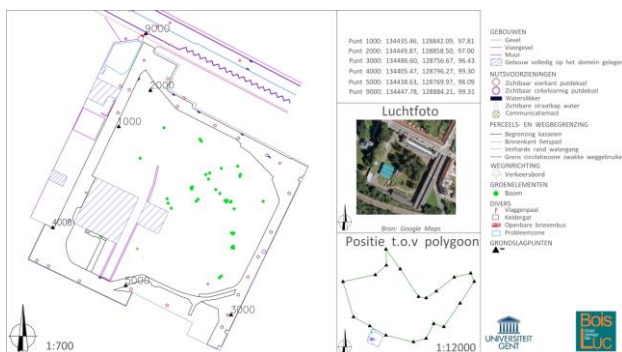 9000
2000
1000
4000
5000
3000
1:700
Punt 1000: 134435.46, 128842.09, 97.81
Punt 2000: 134449.87, 128858.50, 97.00
Punt 3000: 134486.60, 128756.67, 96.43
Punt 4000: 134405.47, 128796.27, 99.30
Punt 5000: 134438.63, 128769.97, 98.09
Punt 9000: 134447.78, 128884.21, 99.31
Luchtfoto
Bron: Google Maps
Positie t.o.v polygoon
1:12000
GEBOUWEN
Gevel
Voorgevel
Muur
Gebouw volledig op het domein gelegen
NUTSVOORZIENINGEN
Zichtbaar vierkant putdeksel
Zichtbaar cirkelvormig putdeksel
Waterslikker
Zichtbare straatkap water
Communicatiemast
PERCEELS- EN WEGBEGRENZING
Begrenzing kasseien
Binnenkant fietspad
Verharde rand watergang
Grens circulatiezone zwakke weggebruiker
WEGINRICHTING
Verkeersbord
GROENELEMENTEN
Boom
DIVERS
Vlaggenpaal
Keldergat
Openbare brievenbus
Probleemzone
GRONDSLAGPUNTEN
UNIVERSITEIT
GENT
Bois
Luc